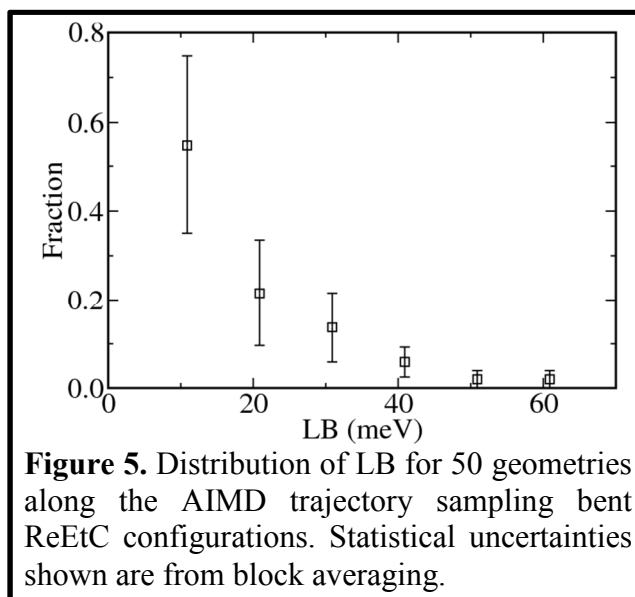 0.8
0.6
0.4
0.2
0.0
Fraction
0 20 40 60
LB (meV)
Figure 5. Distribution of LB for 50 geometries
along the AIMD trajectory sampling bent
ReEtC configurations. Statistical uncertainties
shown are from block averaging.